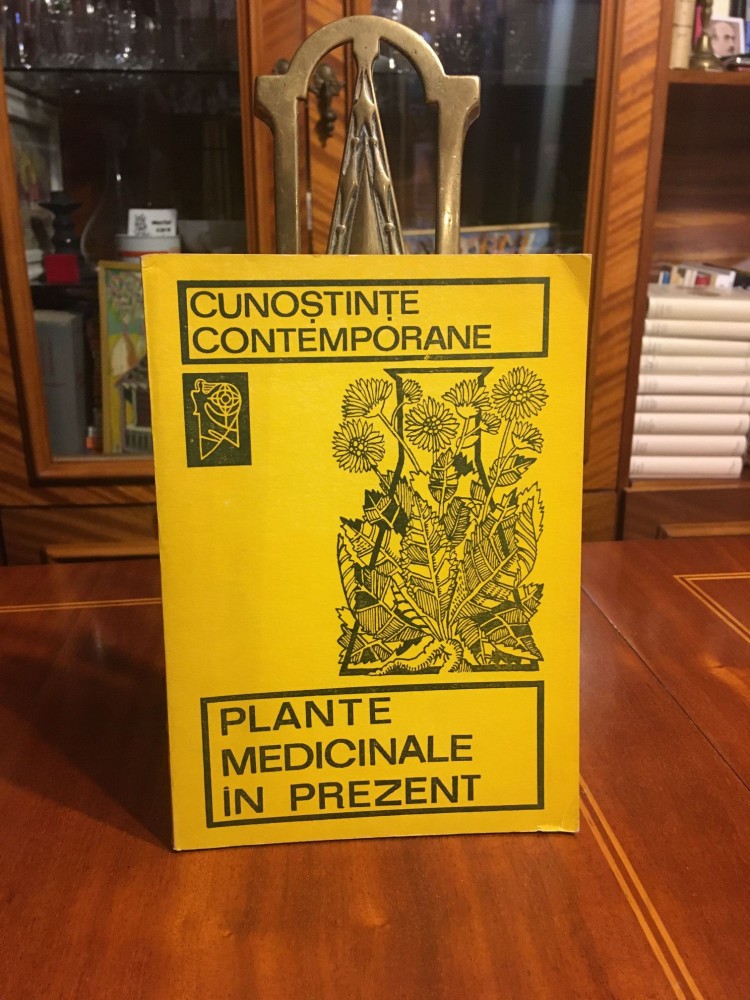 CUNOȘTINȚE
CONTEMPORANE
PLANTE
MEDICINALE
ÎN PREZENT